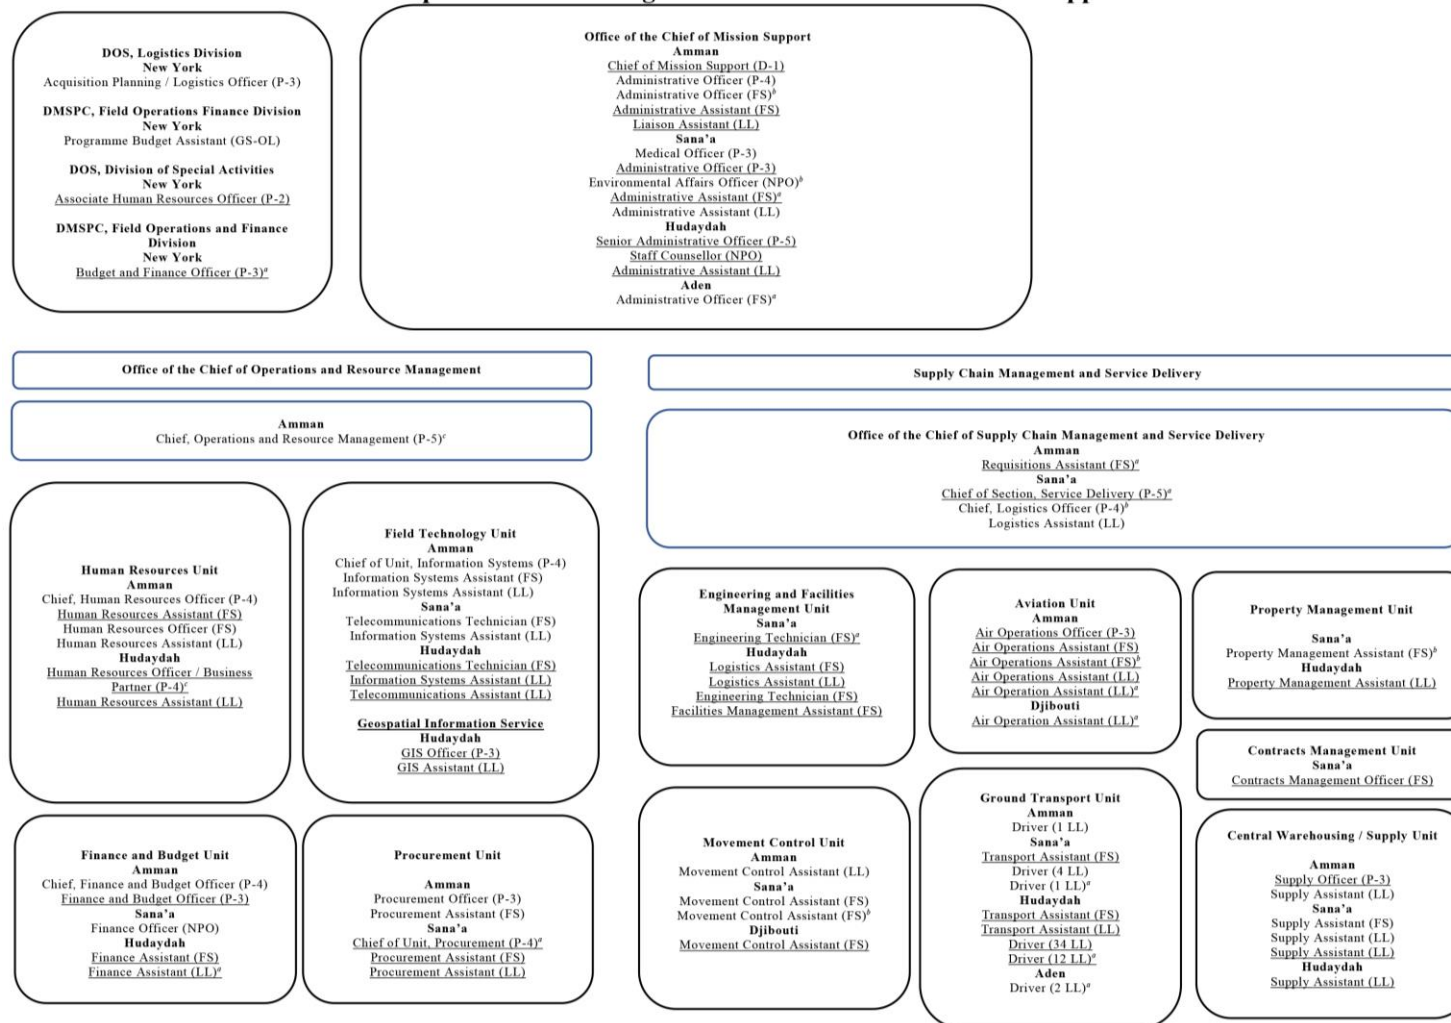 DOS, Logistics Division
New York
Acquisition Planning / Logistics Officer (P-3)
DMSPC, Field Operations Finance Division
New York
Programme Budget Assistant (GS-OL)
DOS, Division of Special Activities
New York
Associate Human Resources Officer (P-2)
DMSPC, Field Operations and Finance
Division
New York
Budget and Finance Officer (P-3)ᵃ
Office of the Chief of Mission Support
Amman
Chief of Mission Support (D-1)
Administrative Officer (P-4)
Administrative Officer (FS)ᵇ
Administrative Assistant (FS)
Liaison Assistant (LL)
Sana’a
Medical Officer (P-3)
Administrative Officer (P-3)
Environmental Affairs Officer (NPO)ᵇ
Administrative Assistant (FS)ᵃ
Administrative Assistant (LL)
Hudaydah
Senior Administrative Officer (P-5)
Staff Counsellor (NPO)
Administrative Assistant (LL)
Aden
Administrative Officer (FS)ᵃ
Office of the Chief of Operations and Resource Management
Amman
Chief, Operations and Resource Management (P-5)ᶜ
Human Resources Unit
Amman
Chief, Human Resources Officer (P-4)
Human Resources Assistant (FS)
Human Resources Officer (FS)
Human Resources Assistant (LL)
Hudaydah
Human Resources Officer / Business
Partner (P-4)ᶜ
Human Resources Assistant (LL)
Field Technology Unit
Amman
Chief of Unit, Information Systems (P-4)
Information Systems Assistant (FS)
Information Systems Assistant (LL)
Sana’a
Telecommunications Technician (FS)
Information Systems Assistant (LL)
Hudaydah
Telecommunications Technician (FS)
Information Systems Assistant (LL)
Telecommunications Assistant (LL)
Geospatial Information Service
Hudaydah
GIS Officer (P-3)
GIS Assistant (LL)
Finance and Budget Unit
Amman
Chief, Finance and Budget Officer (P-4)
Finance and Budget Officer (P-3)
Sana’a
Finance Officer (NPO)
Hudaydah
Finance Assistant (FS)
Finance Assistant (LL)ᵃ
Procurement Unit
Amman
Procurement Officer (P-3)
Procurement Assistant (FS)
Sana’a
Chief of Unit, Procurement (P-4)ᵃ
Procurement Assistant (FS)
Procurement Assistant (LL)
Supply Chain Management and Service Delivery
Office of the Chief of Supply Chain Management and Service Delivery
Amman
Requisitions Assistant (FS)ᵃ
Sana’a
Chief of Section, Service Delivery (P-5)ᵃ
Chief, Logistics Officer (P-4)ᵇ
Logistics Assistant (LL)
Engineering and Facilities
Management Unit
Sana’a
Engineering Technician (FS)ᵃ
Hudaydah
Logistics Assistant (FS)
Logistics Assistant (LL)
Engineering Technician (FS)
Facilities Management Assistant (FS)
Aviation Unit
Amman
Air Operations Officer (P-3)
Air Operations Assistant (FS)
Air Operations Assistant (FS)ᵇ
Air Operations Assistant (LL)
Air Operation Assistant (LL)ᵃ
Djibouti
Air Operation Assistant (LL)ᵃ
Property Management Unit
Sana’a
Property Management Assistant (FS)ᵇ
Hudaydah
Property Management Assistant (LL)
Contracts Management Unit
Sana’a
Contracts Management Officer (FS)
Movement Control Unit
Amman
Movement Control Assistant (LL)
Sana’a
Movement Control Assistant (FS)
Movement Control Assistant (FS)ᵇ
Djibouti
Movement Control Assistant (FS)
Ground Transport Unit
Amman
Driver (1 LL)
Sana’a
Transport Assistant (FS)
Driver (4 LL)
Driver (1 LL)ᵃ
Hudaydah
Transport Assistant (FS)
Transport Assistant (LL)
Driver (34 LL)
Driver (12 LL)ᵃ
Aden
Driver (2 LL)ᵃ
Central Warehousing / Supply Unit
Amman
Supply Officer (P-3)
Supply Assistant (LL)
Sana’a
Supply Assistant (FS)
Supply Assistant (LL)
Supply Assistant (LL)
Hudaydah
Supply Assistant (LL)